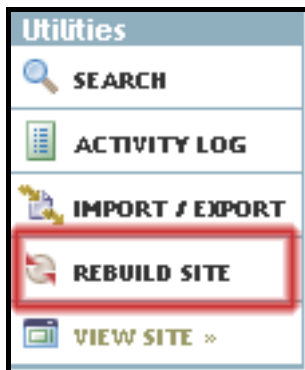 Utilities
SEARCH
ACTIVITY LOG
IMPORT / EXPORT
REBUILD SITE
VIEW SITE »